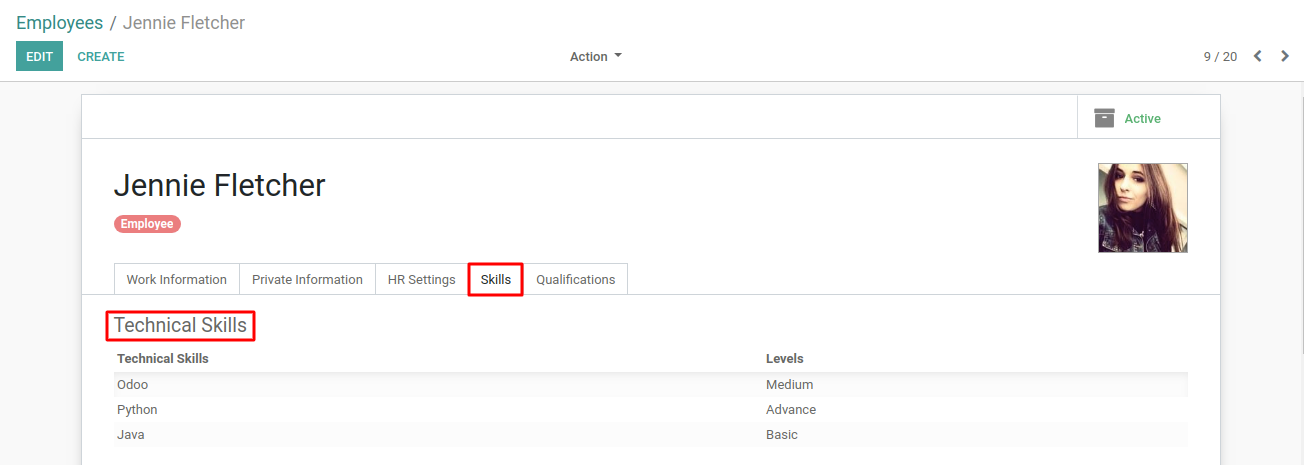 Employees / Jennie Fletcher
EDIT CREATE Action 9 / 20
Active
Jennie Fletcher
Employee
Work Information Private Information HR Settings Skills Qualifications
Technical Skills
Technical Skills Levels
Odoo Medium
Python Advance
Java Basic